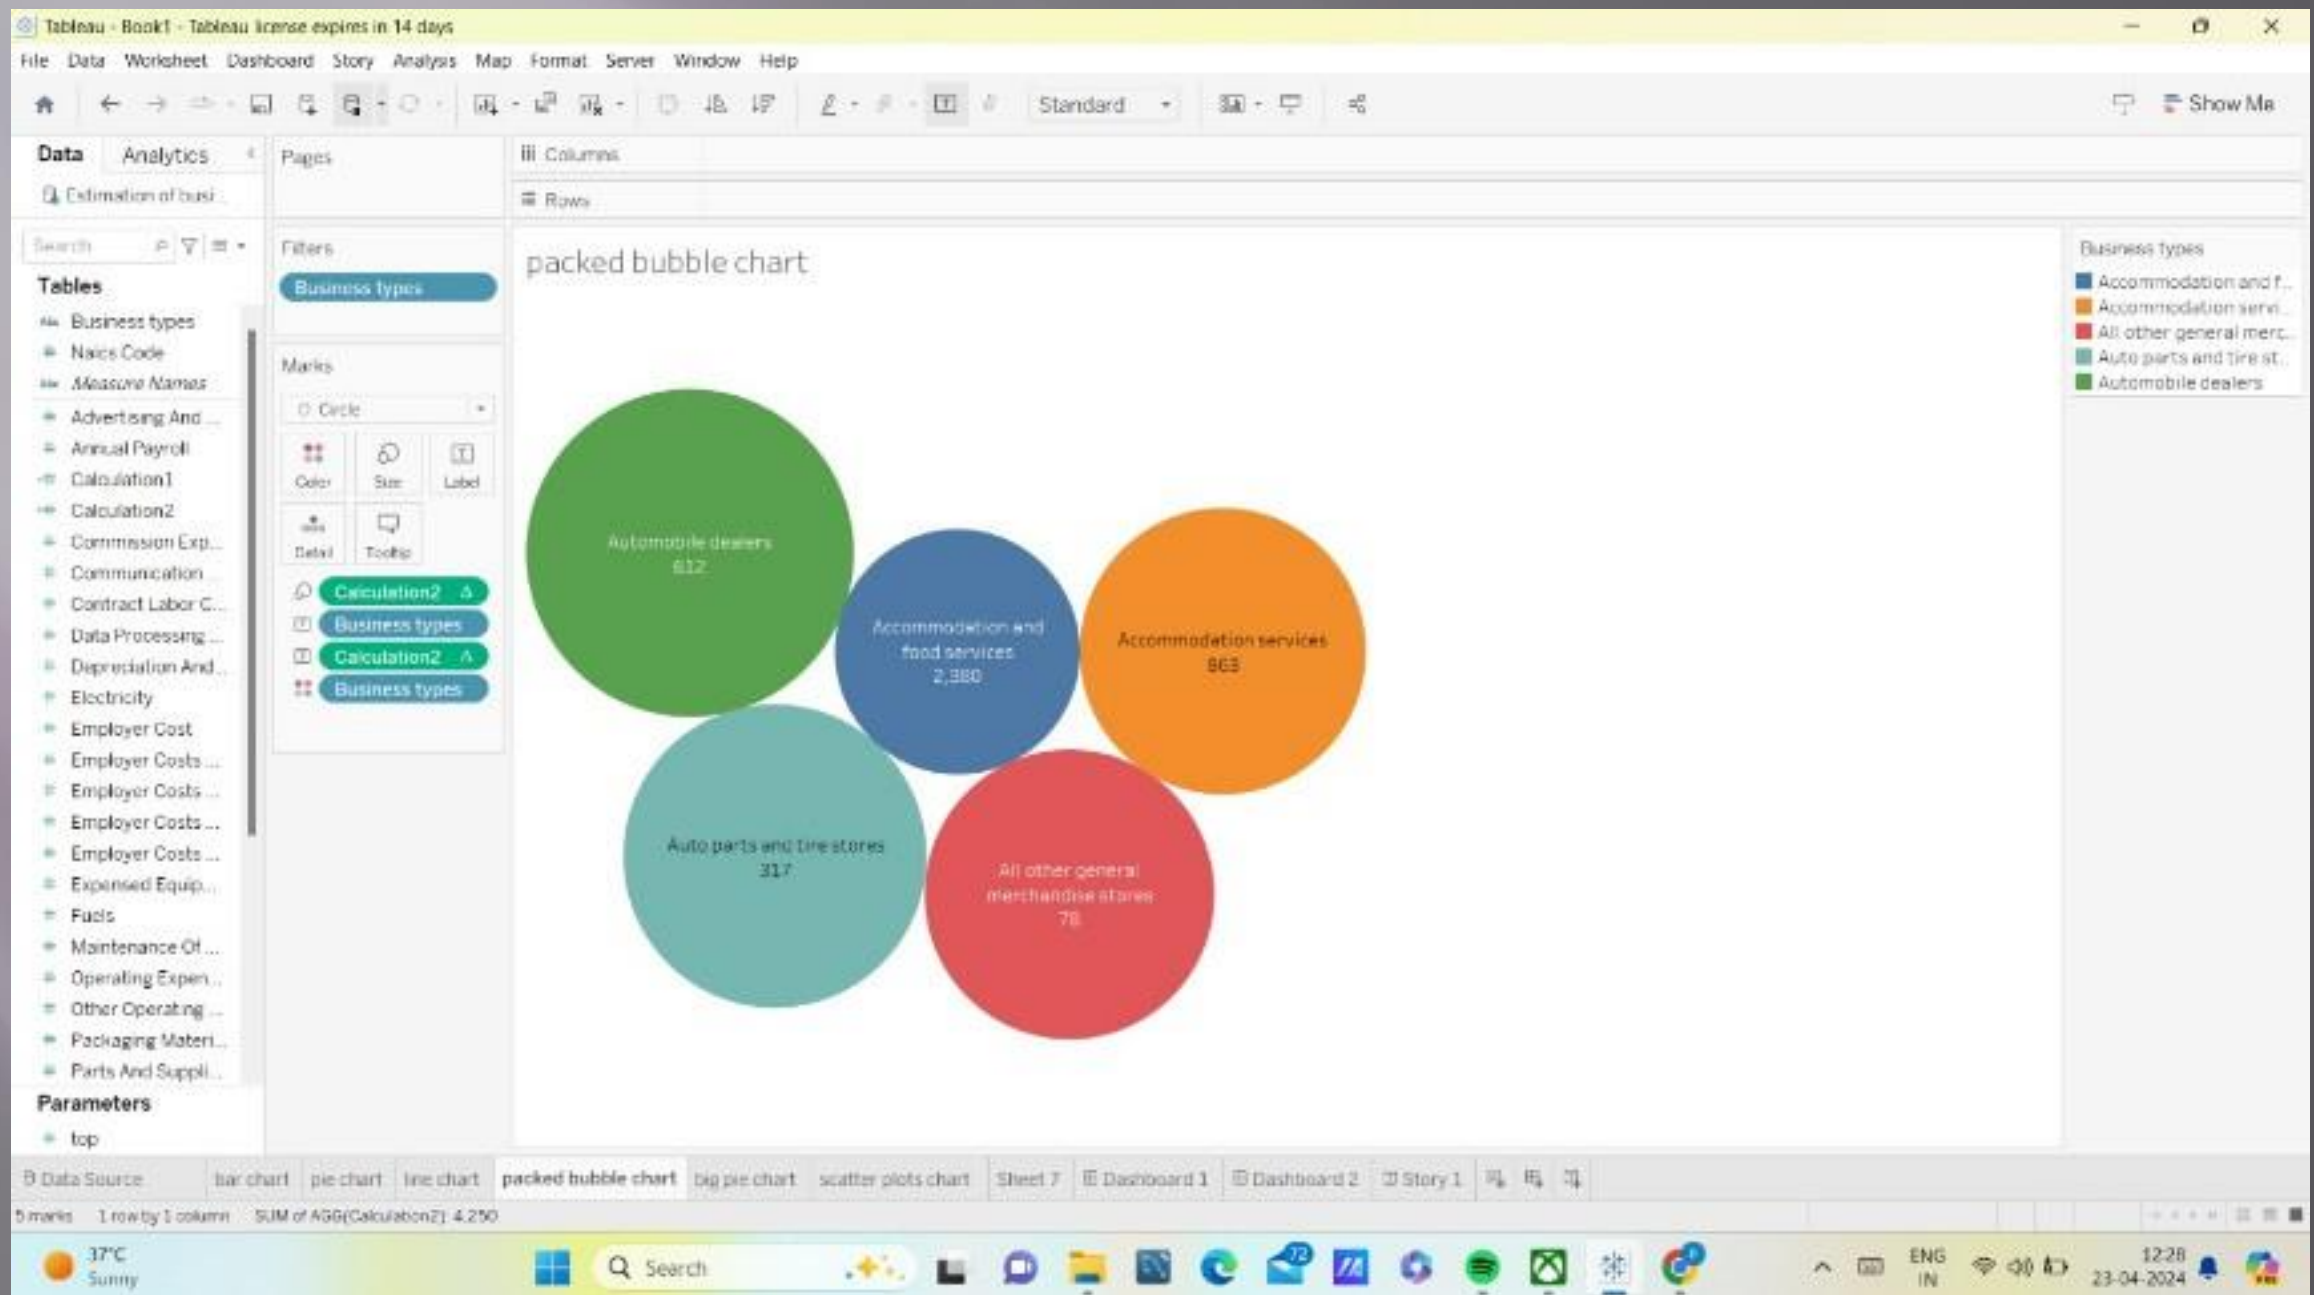 Tableau - Book1 - Tableau license expires in 14 days
File Data Worksheet Dashboard Story Analysis Map Format Server Window Help
Standard
Show Me
Data Analytics
Pages
Columns
Estimation of busi...
Rows
Search
Filters
Business types
Tables
Business types
Naics Code
Measure Names
Advertising And ...
Annual Payroll
Calculation1
Calculation2
Commission Exp...
Communication ...
Contract Labor C...
Data Processing ...
Depreciation And...
Electricity
Employer Cost
Employer Costs ...
Employer Costs ...
Employer Costs ...
Employer Costs ...
Expensed Equip...
Fuels
Maintenance Of ...
Operating Expen...
Other Operating ...
Packaging Materi...
Parts And Suppli...
Parameters
top
Marks
Circle
Color Size Label
Detail Tooltip
Calculation2 Δ
Business types
Calculation2 Δ
Business types
packed bubble chart
Automobile dealers
612
Accommodation and
food services
2,380
Accommodation services
863
Auto parts and tire stores
317
All other general
merchandise stores
78
Business types
Accommodation and f...
Accommodation servi...
All other general merc...
Auto parts and tire st...
Automobile dealers
Data Source bar chart pie chart line chart packed bubble chart big pie chart scatter plots chart Sheet 7 Dashboard 1 Dashboard 2 Story 1
5 marks 1 row by 1 column SUM of AGG(Calculation2): 4,250
37°C
Sunny
Search
72
ENG
IN
12:28
23-04-2024